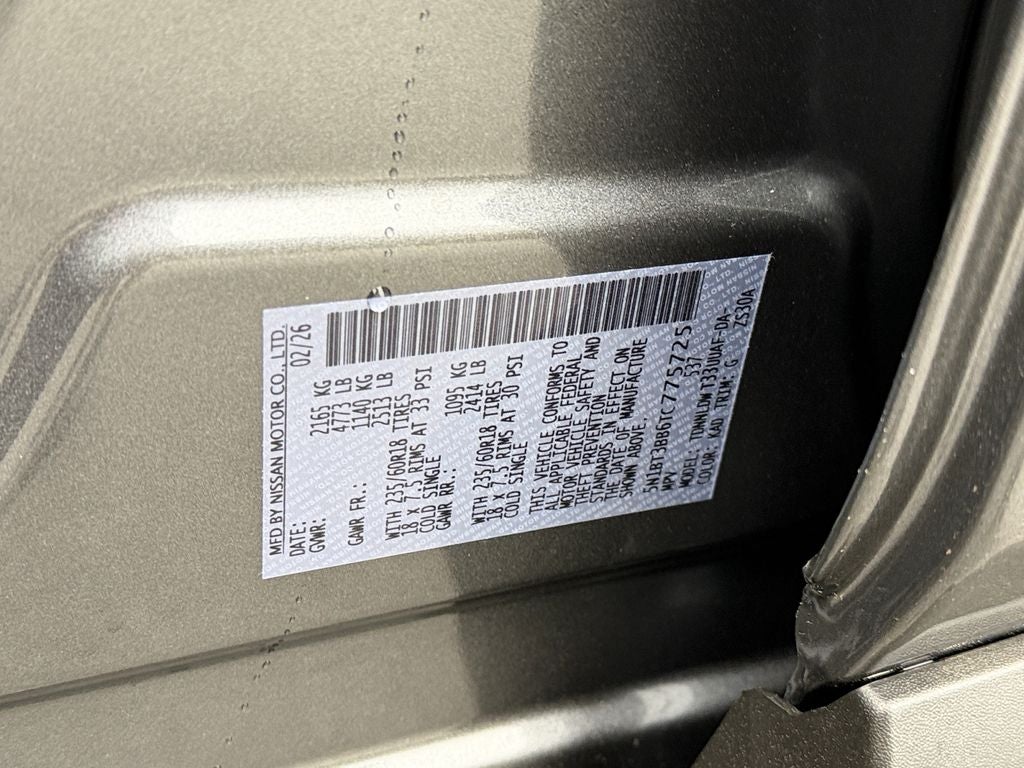 MFD BY NISSAN MOTOR CO., LTD.
DATE: 02/26
GVWR: 2165 KG
4773 LB
GAWR FR.: 1140 KG
2513 LB
WITH 235/60R18 TIRES
18 X 7.5 RIMS AT 33 PSI
COLD SINGLE
GAWR RR.: 1095 KG
2414 LB
WITH 235/60R18 TIRES
18 X 7.5 RIMS AT 30 PSI
COLD SINGLE
THIS VEHICLE CONFORMS TO
ALL APPLICABLE FEDERAL
MOTOR VEHICLE SAFETY AND
THEFT PREVENTION
STANDARDS IN EFFECT ON
THE DATE OF MANUFACTURE
SHOWN ABOVE.
5N1BT3BB6TC775725
MPV 537
MODEL: TDNNLUW T33UUAF-DA-
COLOR: KAD TRIM: G ZS30A